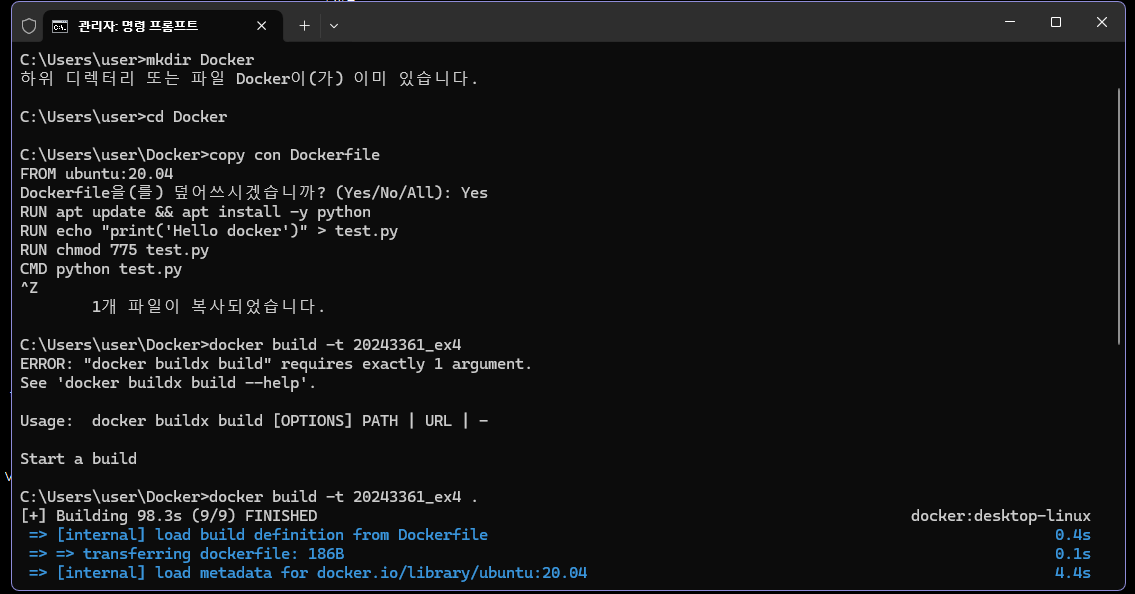 관리자: 명령 프롬프트
C:\Users\user>mkdir Docker
하위 디렉터리 또는 파일 Docker이(가) 이미 있습니다.
C:\Users\user>cd Docker
C:\Users\user\Docker>copy con Dockerfile
FROM ubuntu:20.04
Dockerfile을(를) 덮어쓰시겠습니까? (Yes/No/All): Yes
RUN apt update && apt install -y python
RUN echo "print('Hello docker')" > test.py
RUN chmod 775 test.py
CMD python test.py
^Z
1개 파일이 복사되었습니다.
C:\Users\user\Docker>docker build -t 20243361_ex4
ERROR: "docker buildx build" requires exactly 1 argument.
See 'docker buildx build --help'.
Usage:  docker buildx build [OPTIONS] PATH | URL | -
Start a build
C:\Users\user\Docker>docker build -t 20243361_ex4 .
[+] Building 98.3s (9/9) FINISHED docker:desktop-linux
=> [internal] load build definition from Dockerfile 0.4s
=> => transferring dockerfile: 186B 0.1s
=> [internal] load metadata for docker.io/library/ubuntu:20.04 4.4s